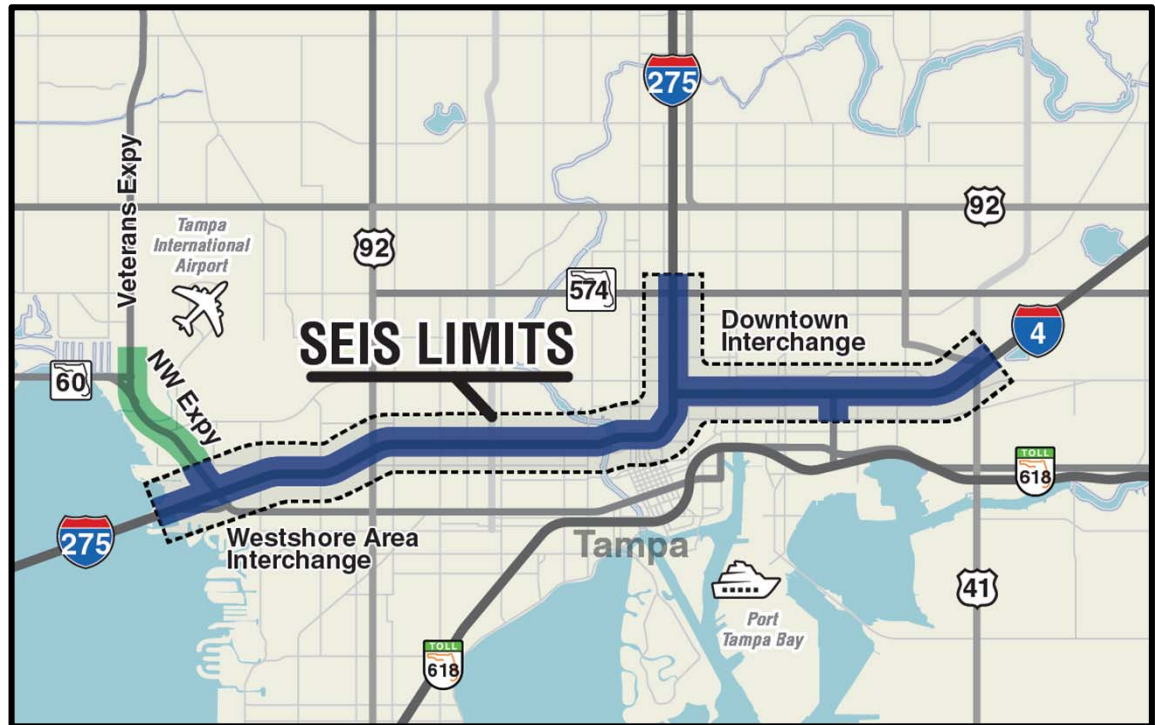 275
Veterans Expy
Tampa
International
Airport
92
92
574
SEIS LIMITS
Downtown
Interchange
4
60
NW Expy
TOLL
618
275
Westshore Area
Interchange
Tampa
41
Port
Tampa Bay
TOLL
618